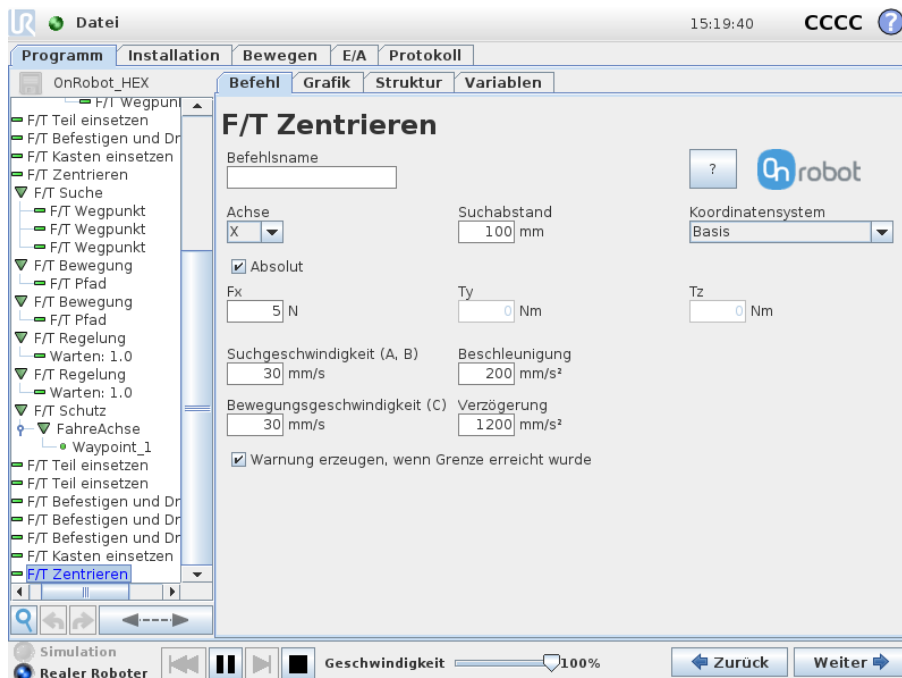 Datei
15:19:40
CCCC
?
Programm Installation Bewegen E/A Protokoll
OnRobot_HEX
F/T Wegpunl
F/T Teil einsetzen
F/T Befestigen und Dr
F/T Kasten einsetzen
F/T Zentrieren
F/T Suche
F/T Wegpunkt
F/T Wegpunkt
F/T Wegpunkt
F/T Bewegung
F/T Pfad
F/T Bewegung
F/T Pfad
F/T Regelung
Warten: 1.0
F/T Regelung
Warten: 1.0
F/T Schutz
FahreAchse
Waypoint_1
F/T Teil einsetzen
F/T Teil einsetzen
F/T Befestigen und Dr
F/T Befestigen und Dr
F/T Befestigen und Dr
F/T Kasten einsetzen
F/T Zentrieren
Befehl Grafik Struktur Variablen
F/T Zentrieren
Befehlsname
?
On robot
Achse Suchabstand Koordinatensystem
X 100 mm Basis
Absolut
Fx Ty Tz
5 N 0 Nm 0 Nm
Suchgeschwindigkeit (A, B) Beschleunigung
30 mm/s 200 mm/s²
Bewegungsgeschwindigkeit (C) Verzögerung
30 mm/s 1200 mm/s²
Warnung erzeugen, wenn Grenze erreicht wurde
Simulation
Realer Roboter
Geschwindigkeit 100%
Zurück Weiter